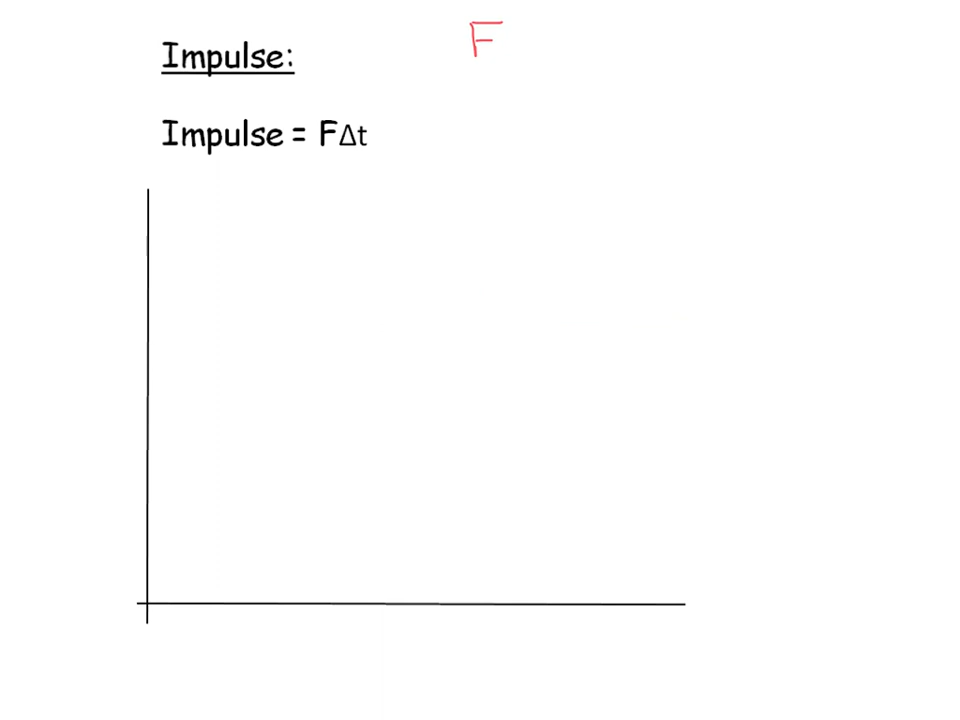 F
Impulse:
Impulse = FΔt